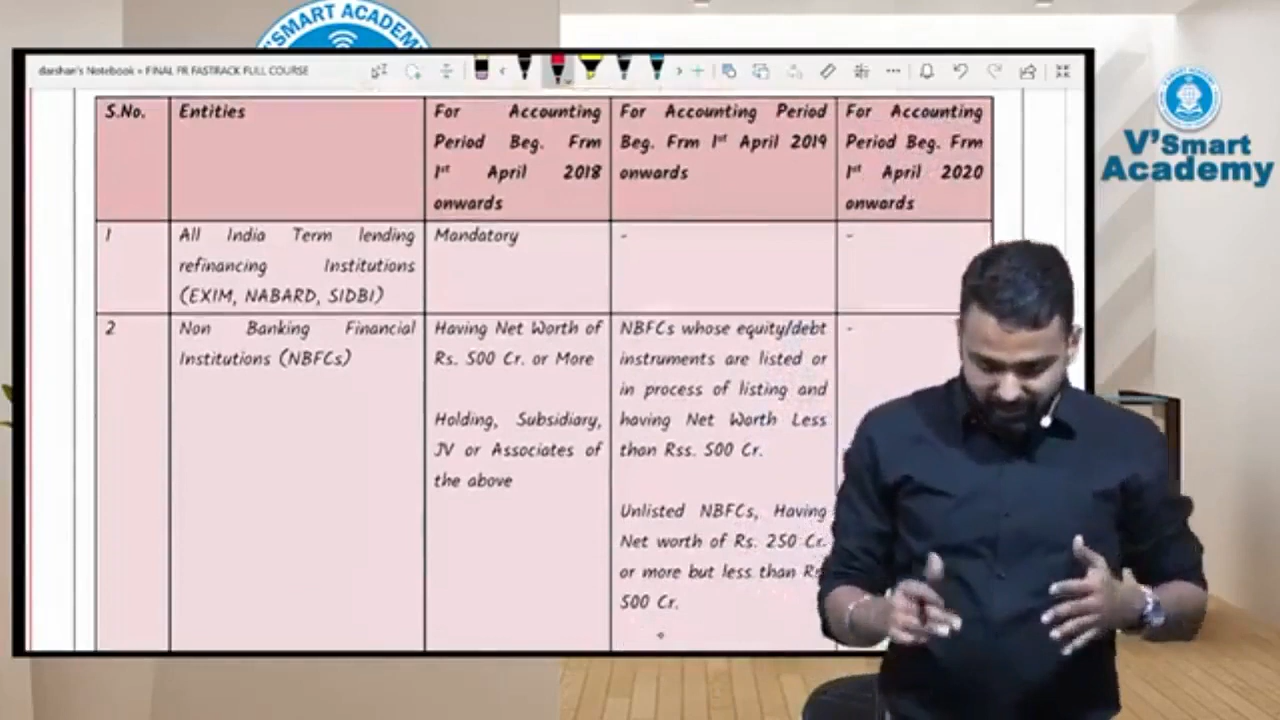 V'SMART ACADEMY
darshan's Notebook » FINAL FR FASTRACK FULL COURSE
V'Smart
Academy
S.No.
Entities
For Accounting
Period Beg. Frm
1st April 2018
onwards
For Accounting Period
Beg. Frm 1st April 2019
onwards
For Accounting
Period Beg. Frm
1st April 2020
onwards
1
All India Term lending
refinancing Institutions
(EXIM, NABARD, SIDBI)
Mandatory
-
-
2
Non Banking Financial
Institutions (NBFCs)
Having Net Worth of
Rs. 500 Cr. or More
Holding, Subsidiary,
JV or Associates of
the above
NBFCs whose equity/debt
instruments are listed or
in process of listing and
having Net Worth Less
than Rss. 500 Cr.
Unlisted NBFCs, Having
Net worth of Rs. 250 Cr.
or more but less than
500 Cr.
-